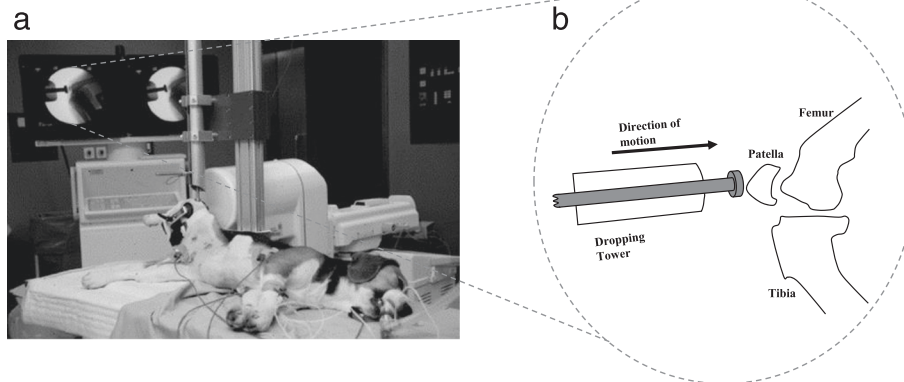 a
b
Direction of
motion
Femur
Patella
Dropping
Tower
Tibia